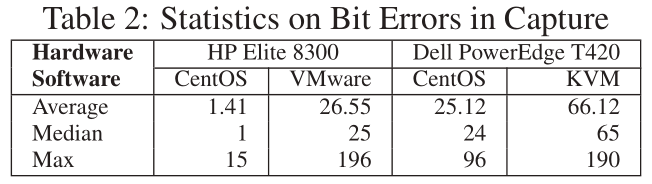 Table 2: Statistics on Bit Errors in Capture
Hardware HP Elite 8300 Dell PowerEdge T420
Software CentOS VMware CentOS KVM
Average 1.41 26.55 25.12 66.12
Median 1 25 24 65
Max 15 196 96 190